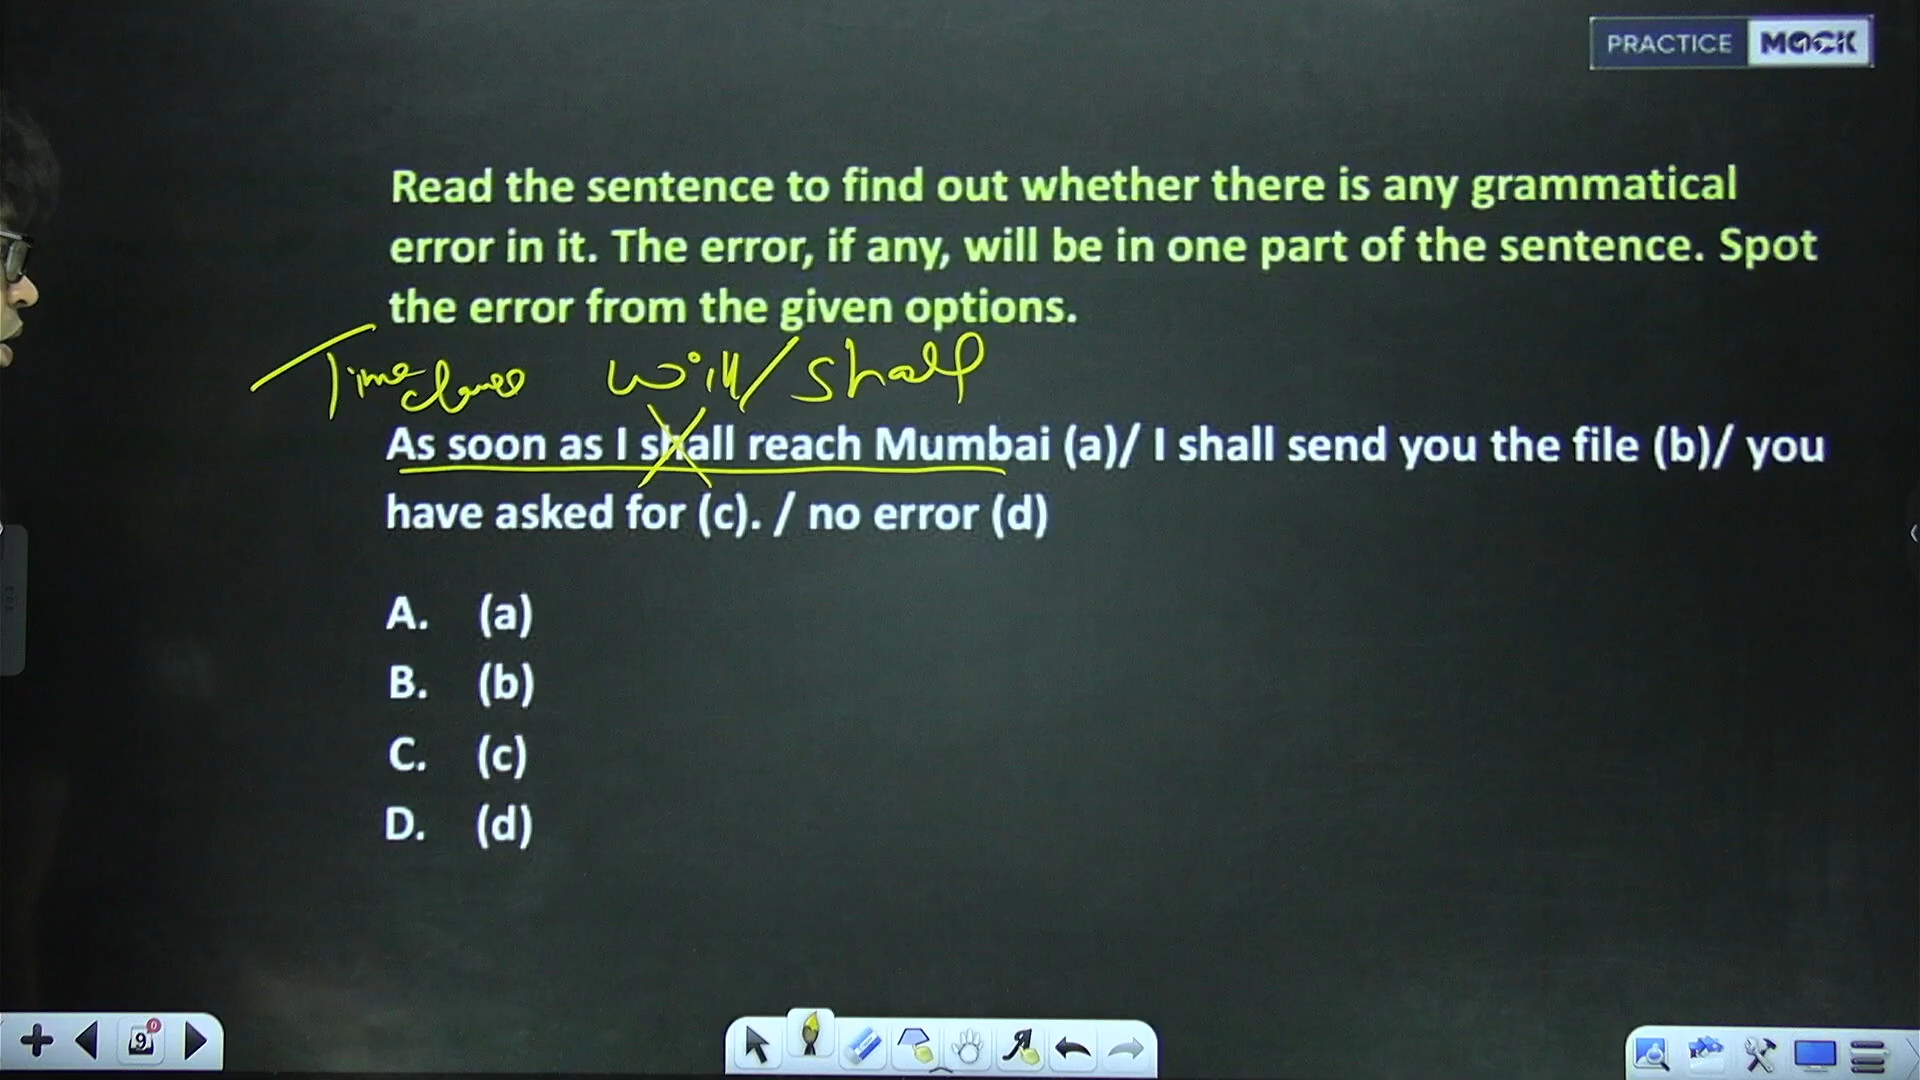 PRACTICE MOCK
Read the sentence to find out whether there is any grammatical
error in it. The error, if any, will be in one part of the sentence. Spot
the error from the given options.
Time clause will/shall
As soon as I shall reach Mumbai (a)/ I shall send you the file (b)/ you
have asked for (c). / no error (d)
A. (a)
B. (b)
C. (c)
D. (d)
9